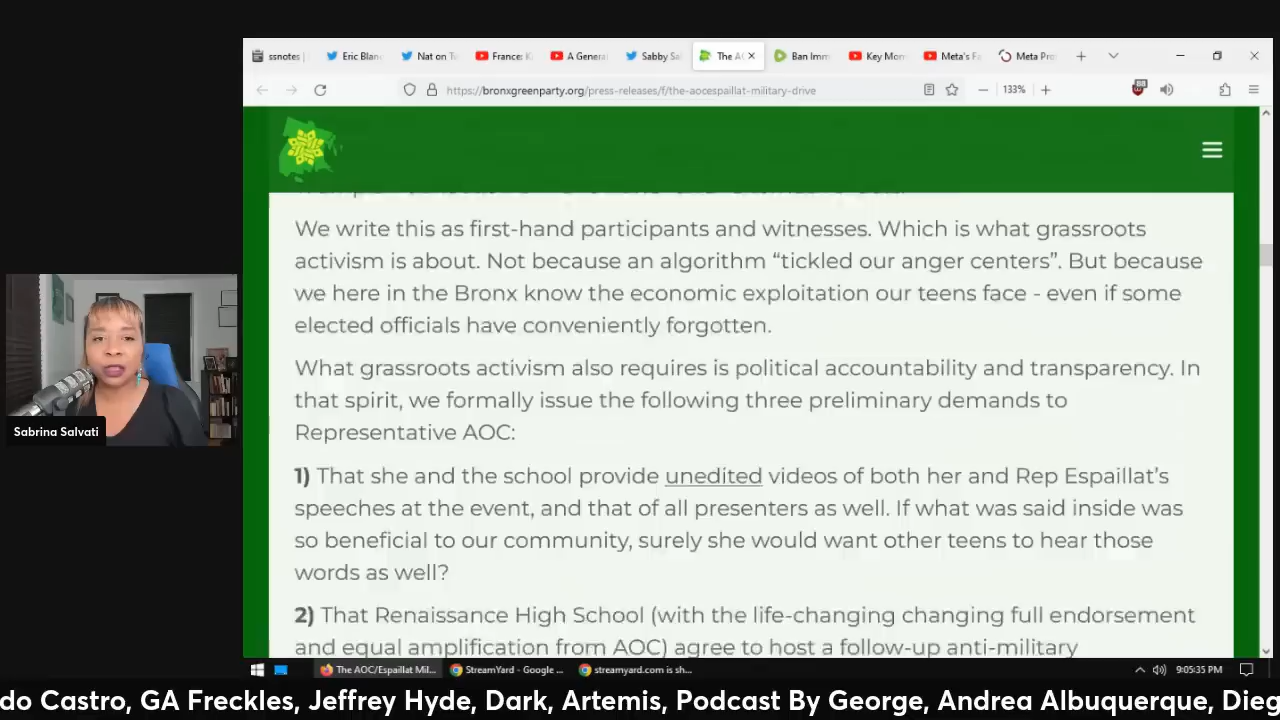 ssnotes |
Eric Blan
Nat on T
France: K
A Genera
Sabby Sa
The AO
Ban Imm
Key Mom
Meta's F
Meta Pro
https://bronxgreenparty.org/press-releases/f/the-aocespaillat-military-drive
133%
88
We write this as first-hand participants and witnesses. Which is what grassroots
activism is about. Not because an algorithm “tickled our anger centers”. But because
we here in the Bronx know the economic exploitation our teens face - even if some
elected officials have conveniently forgotten.
What grassroots activism also requires is political accountability and transparency. In
that spirit, we formally issue the following three preliminary demands to
Representative AOC:
1) That she and the school provide unedited videos of both her and Rep Espaillat’s
speeches at the event, and that of all presenters as well. If what was said inside was
so beneficial to our community, surely she would want other teens to hear those
words as well?
2) That Renaissance High School (with the life-changing changing full endorsement
and equal amplification from AOC) agree to host a follow-up anti-military
Sabrina Salvati
The AOC/Espaillat Mil...
StreamYard - Google ...
streamyard.com is sh...
9:05:35 PM
do Castro, GA Freckles, Jeffrey Hyde, Dark, Artemis, Podcast By George, Andrea Albuquerque, Dieg